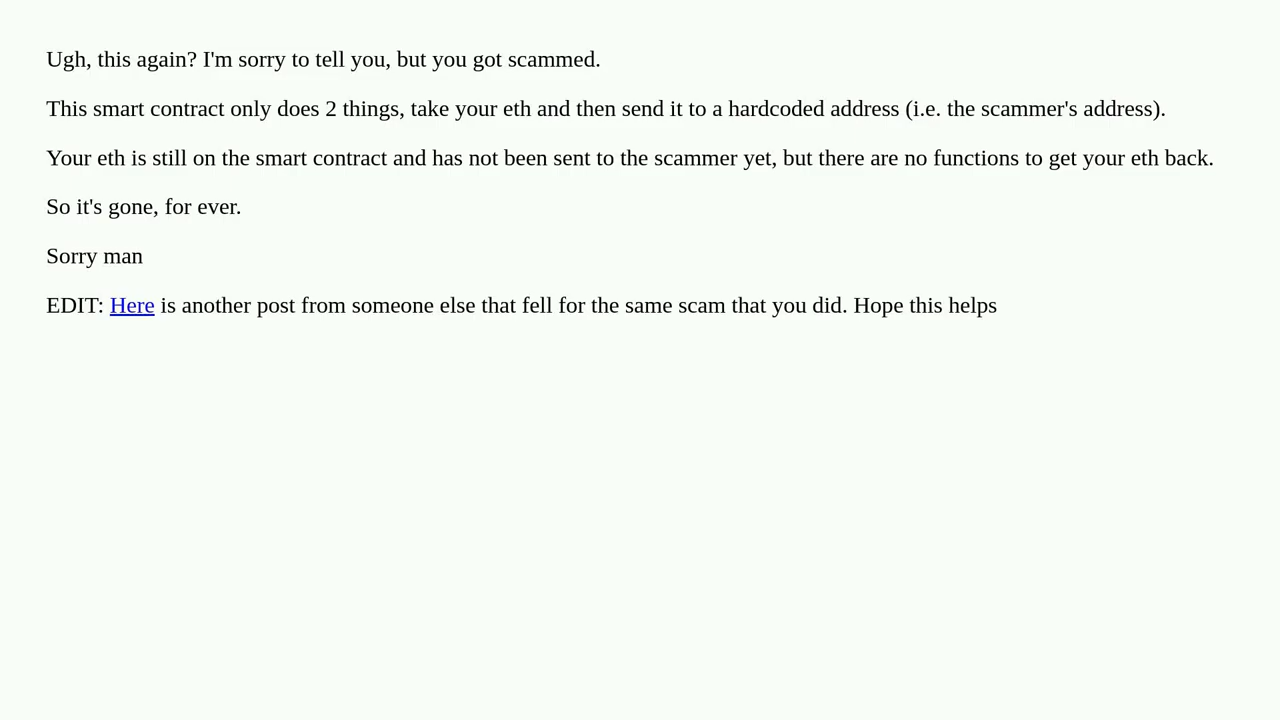 Ugh, this again? I'm sorry to tell you, but you got scammed.
This smart contract only does 2 things, take your eth and then send it to a hardcoded address (i.e. the scammer's address).
Your eth is still on the smart contract and has not been sent to the scammer yet, but there are no functions to get your eth back.
So it's gone, for ever.
Sorry man
EDIT: Here is another post from someone else that fell for the same scam that you did. Hope this helps